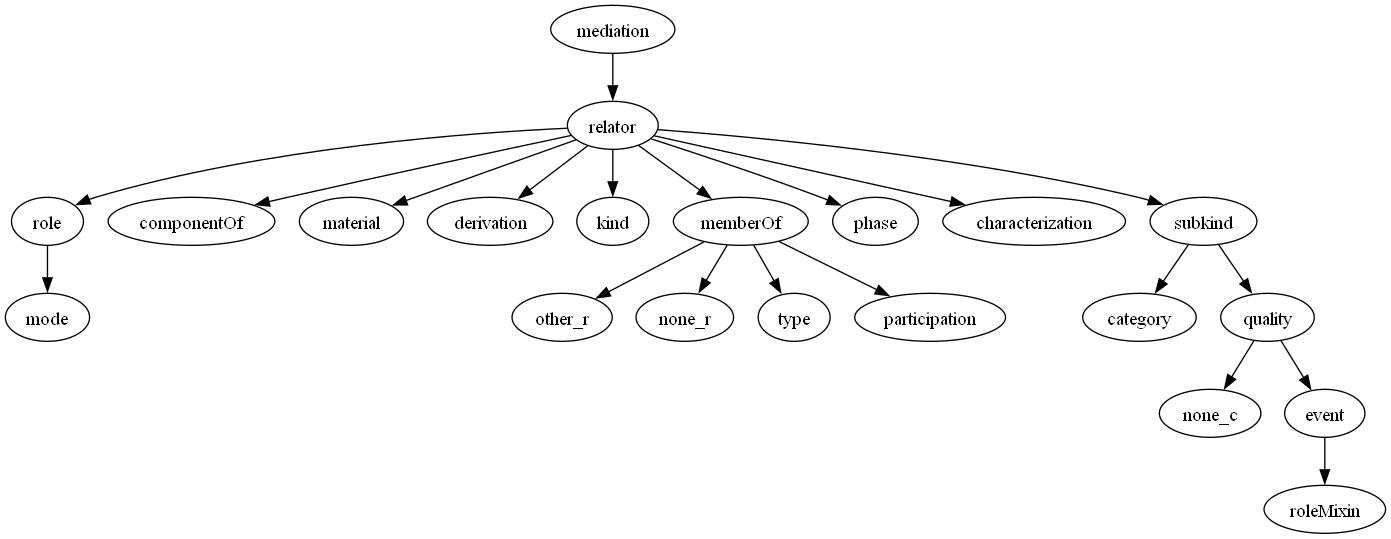 mediation
relator
role
componentOf
material
derivation
kind
memberOf
phase
characterization
subkind
mode
other_r
none_r
type
participation
category
quality
none_c
event
roleMixin